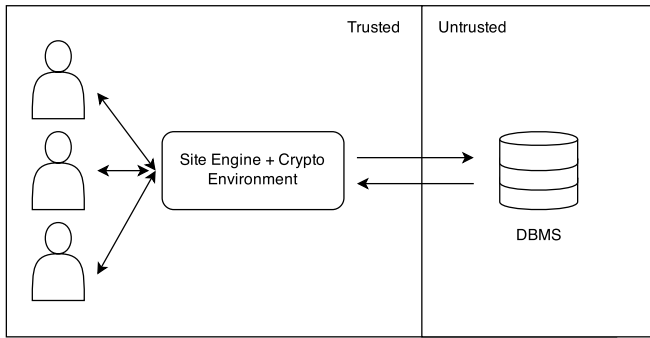 Trusted
Untrusted
Site Engine + Crypto
Environment
DBMS